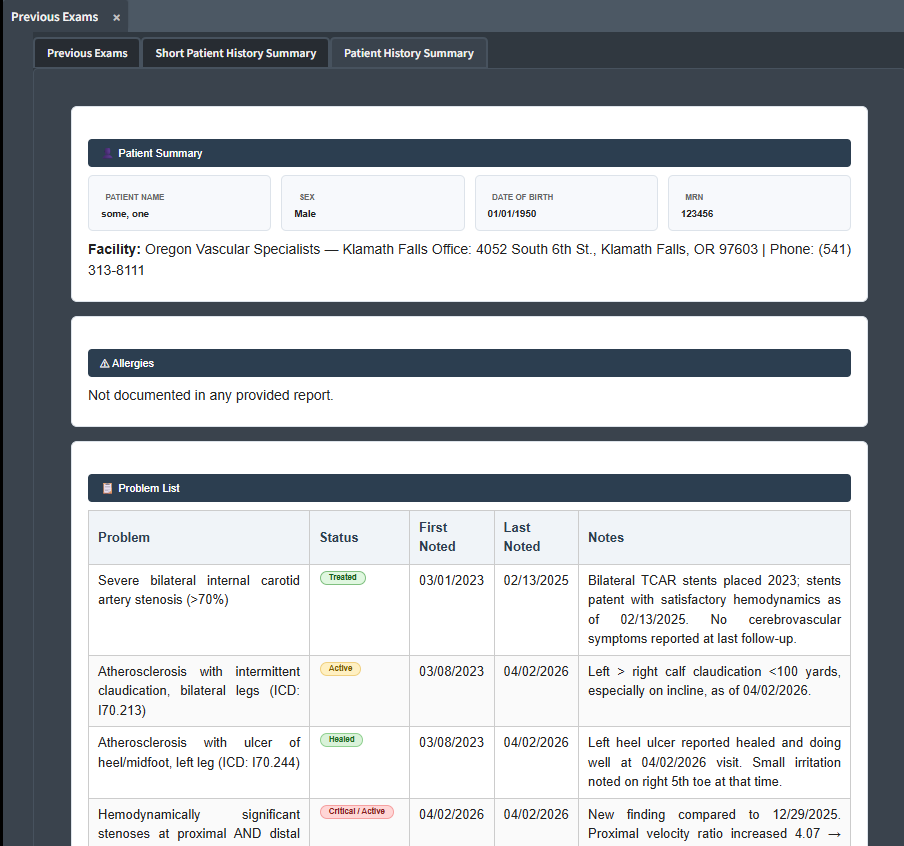 Previous Exams ×
Previous Exams Short Patient History Summary Patient History Summary
Patient Summary
PATIENT NAME SEX DATE OF BIRTH MRN
some, one Male 01/01/1950 123456
Facility: Oregon Vascular Specialists — Klamath Falls Office: 4052 South 6th St., Klamath Falls, OR 97603 | Phone: (541)
313-8111
⚠ Allergies
Not documented in any provided report.
Problem List
Problem Status First Noted Last Noted Notes
Severe bilateral internal carotid
artery stenosis (>70%)
Treated
03/01/2023
02/13/2025
Bilateral TCAR stents placed 2023; stents
patent with satisfactory hemodynamics as
of 02/13/2025. No cerebrovascular
symptoms reported at last follow-up.
Atherosclerosis with intermittent
claudication, bilateral legs (ICD:
I70.213)
Active
03/08/2023
04/02/2026
Left > right calf claudication <100 yards,
especially on incline, as of 04/02/2026.
Atherosclerosis with ulcer of
heel/midfoot, left leg (ICD: I70.244)
Healed
03/08/2023
04/02/2026
Left heel ulcer reported healed and doing
well at 04/02/2026 visit. Small irritation
noted on right 5th toe at that time.
Hemodynamically significant
stenoses at proximal AND distal
Critical / Active
04/02/2026
04/02/2026
New finding compared to 12/29/2025.
Proximal velocity ratio increased 4.07 →